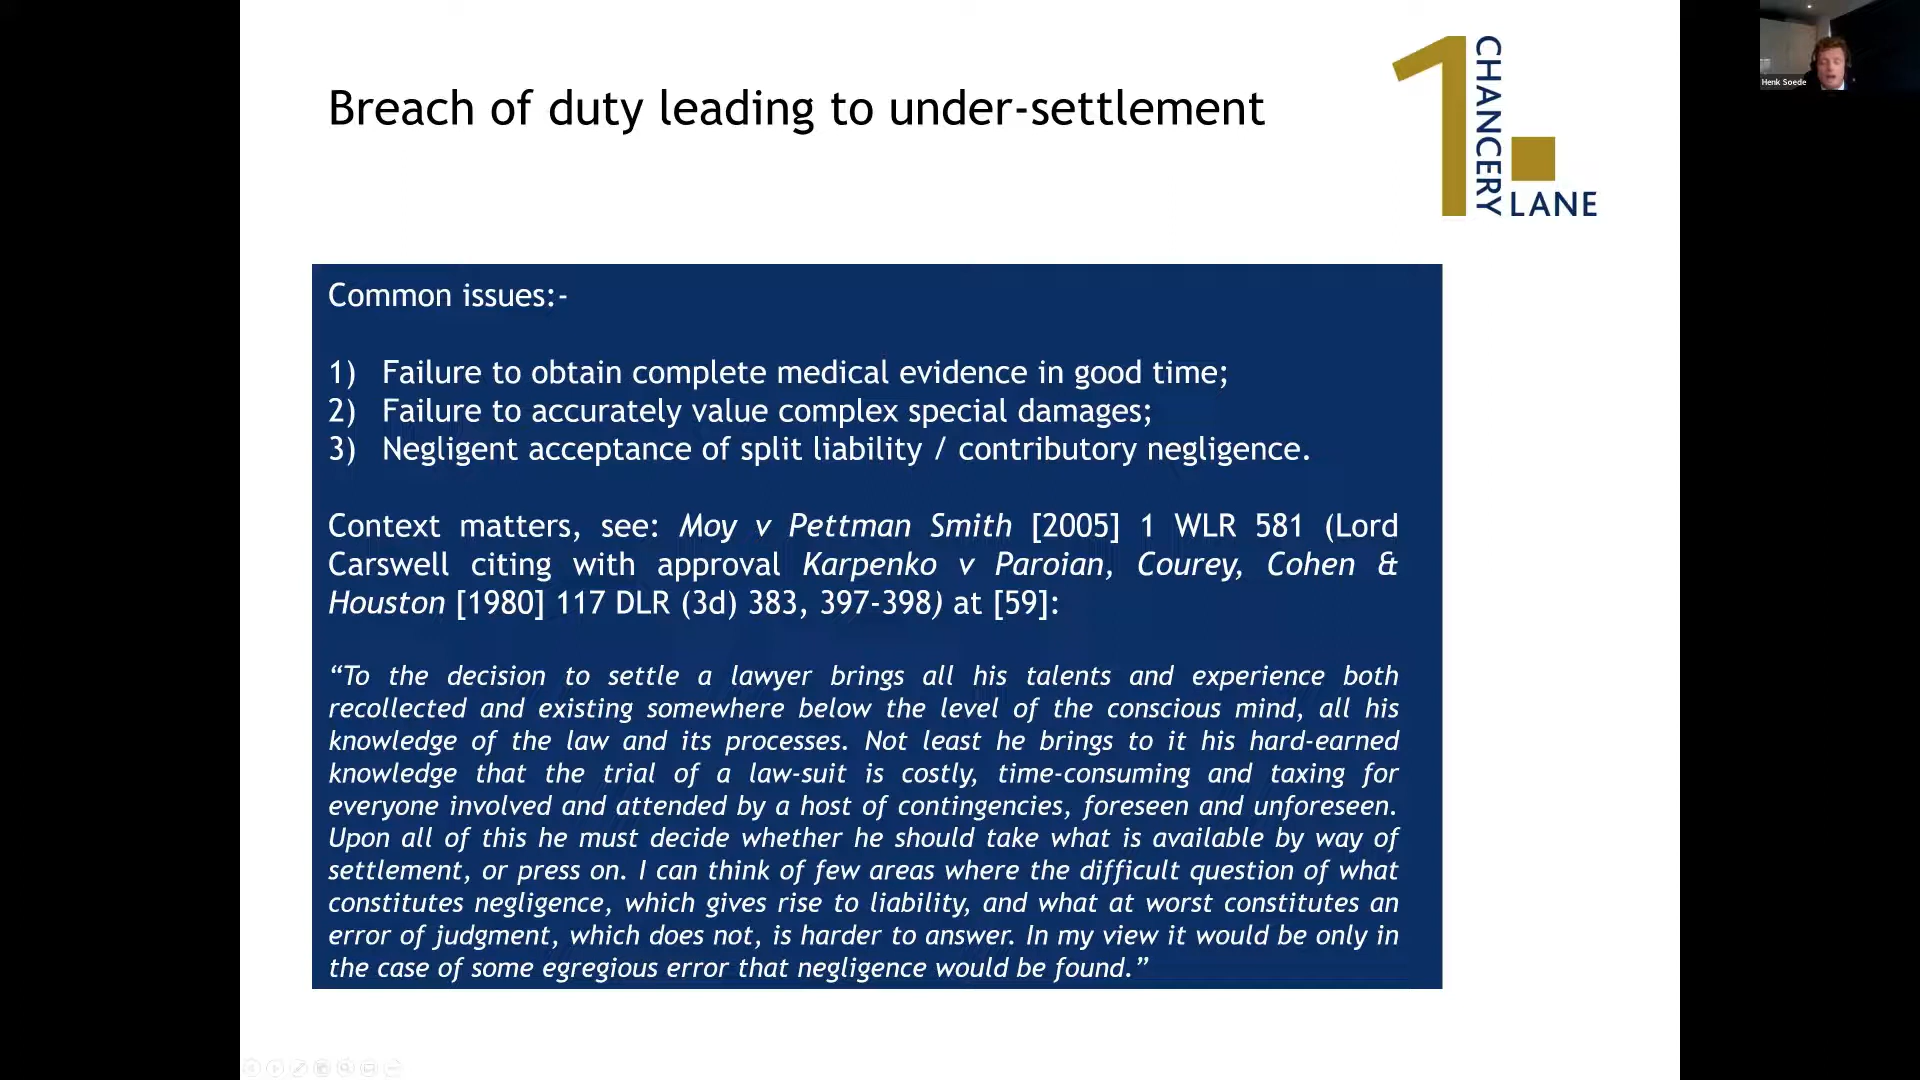 Breach of duty leading to under-settlement
1
CHANCERY
LANE
Henk Soede
Common issues:-
1) Failure to obtain complete medical evidence in good time;
2) Failure to accurately value complex special damages;
3) Negligent acceptance of split liability / contributory negligence.
Context matters, see: Moy v Pettman Smith [2005] 1 WLR 581 (Lord
Carswell citing with approval Karpenko v Paroian, Courey, Cohen &
Houston [1980] 117 DLR (3d) 383, 397-398) at [59]:
“To the decision to settle a lawyer brings all his talents and experience both
recollected and existing somewhere below the level of the conscious mind, all his
knowledge of the law and its processes. Not least he brings to it his hard-earned
knowledge that the trial of a law-suit is costly, time-consuming and taxing for
everyone involved and attended by a host of contingencies, foreseen and unforeseen.
Upon all of this he must decide whether he should take what is available by way of
settlement, or press on. I can think of few areas where the difficult question of what
constitutes negligence, which gives rise to liability, and what at worst constitutes an
error of judgment, which does not, is harder to answer. In my view it would be only in
the case of some egregious error that negligence would be found.”